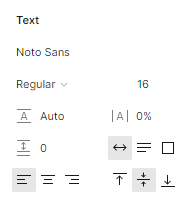 Text
Noto Sans
Regular 16
A Auto |A| 0%
0